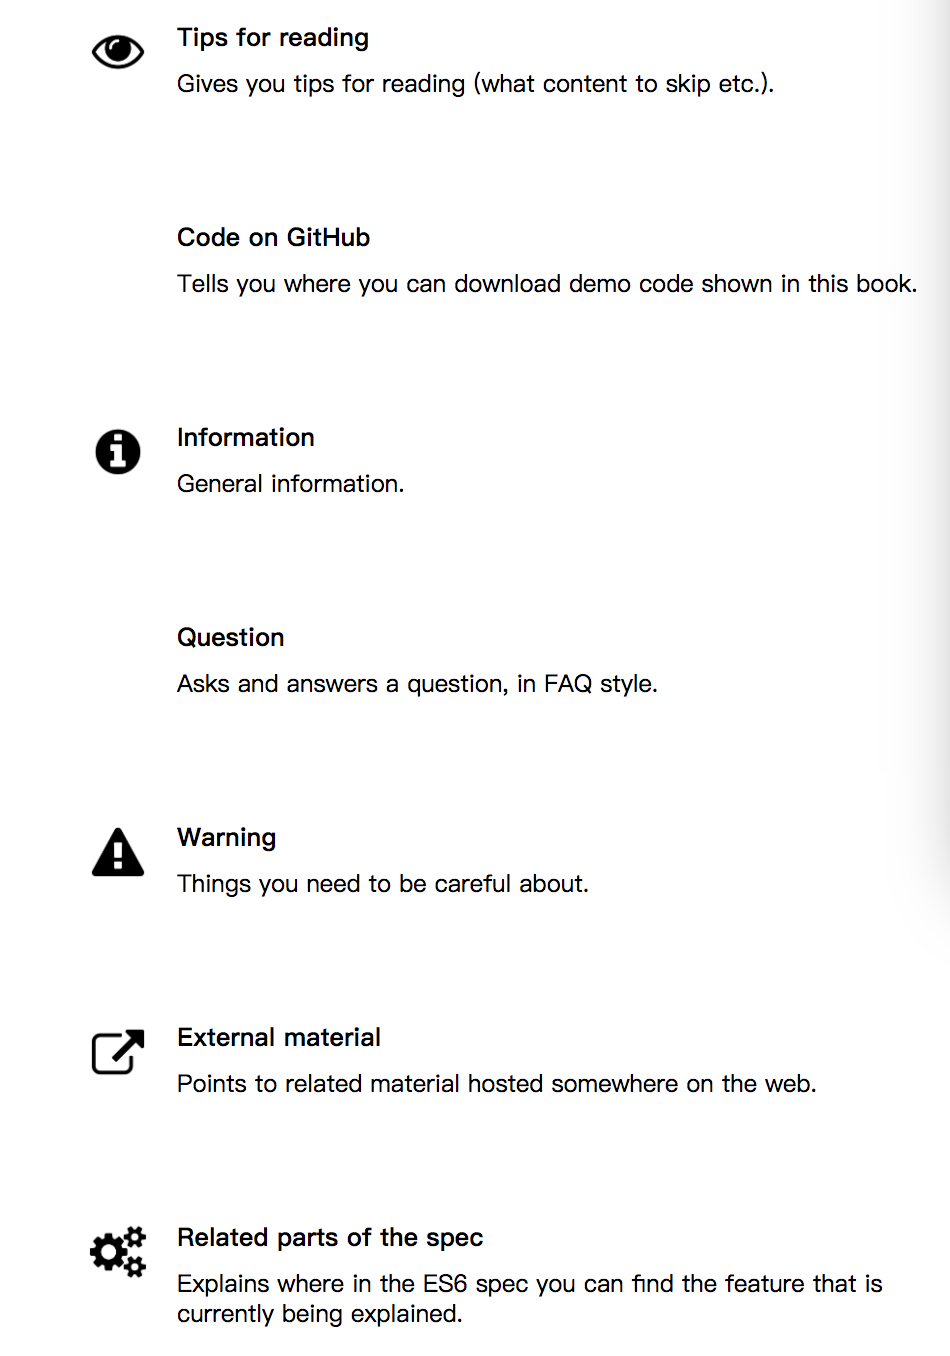 Tips for reading
Gives you tips for reading (what content to skip etc.).
Code on GitHub
Tells you where you can download demo code shown in this book.
Information
General information.
Question
Asks and answers a question, in FAQ style.
Warning
Things you need to be careful about.
External material
Points to related material hosted somewhere on the web.
Related parts of the spec
Explains where in the ES6 spec you can find the feature that is
currently being explained.